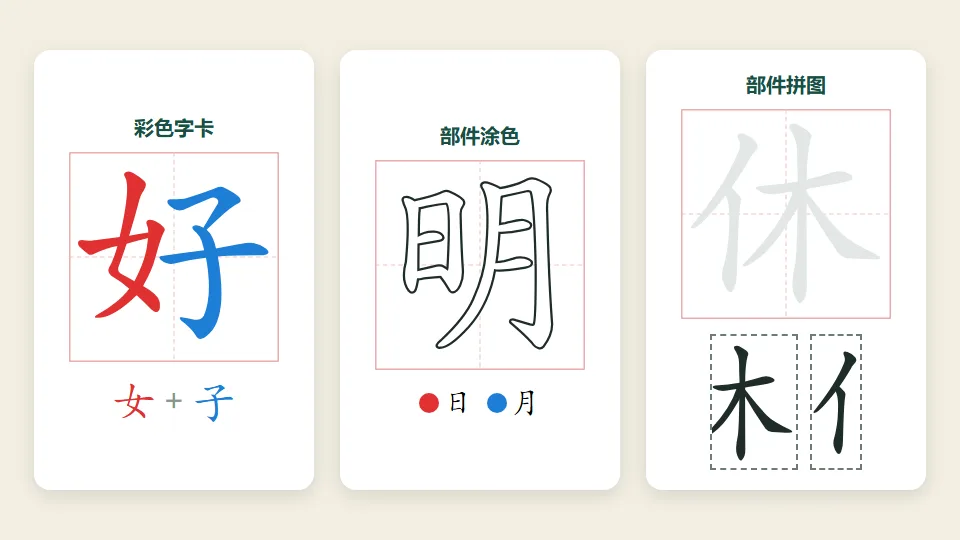 彩色字卡
好
女 + 子
部件涂色
明
日 月
部件拼图
休
木 亻